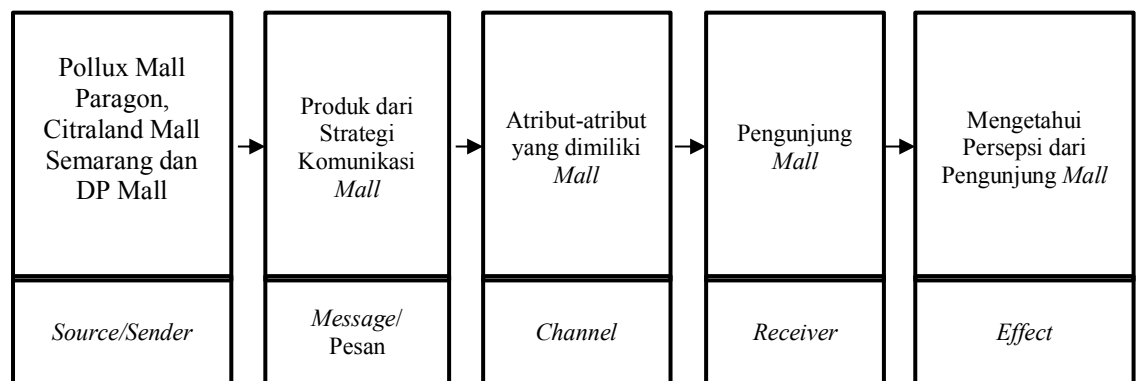 Pollux Mall
Paragon,
Citraland Mall
Semarang dan
DP Mall
Produk dari
Strategi
Komunikasi
Mall
Atribut-atribut
yang dimiliki
Mall
Pengunjung
Mall
Mengetahui
Persepsi dari
Pengunjung Mall
Source/Sender
Message/
Pesan
Channel
Receiver
Effect